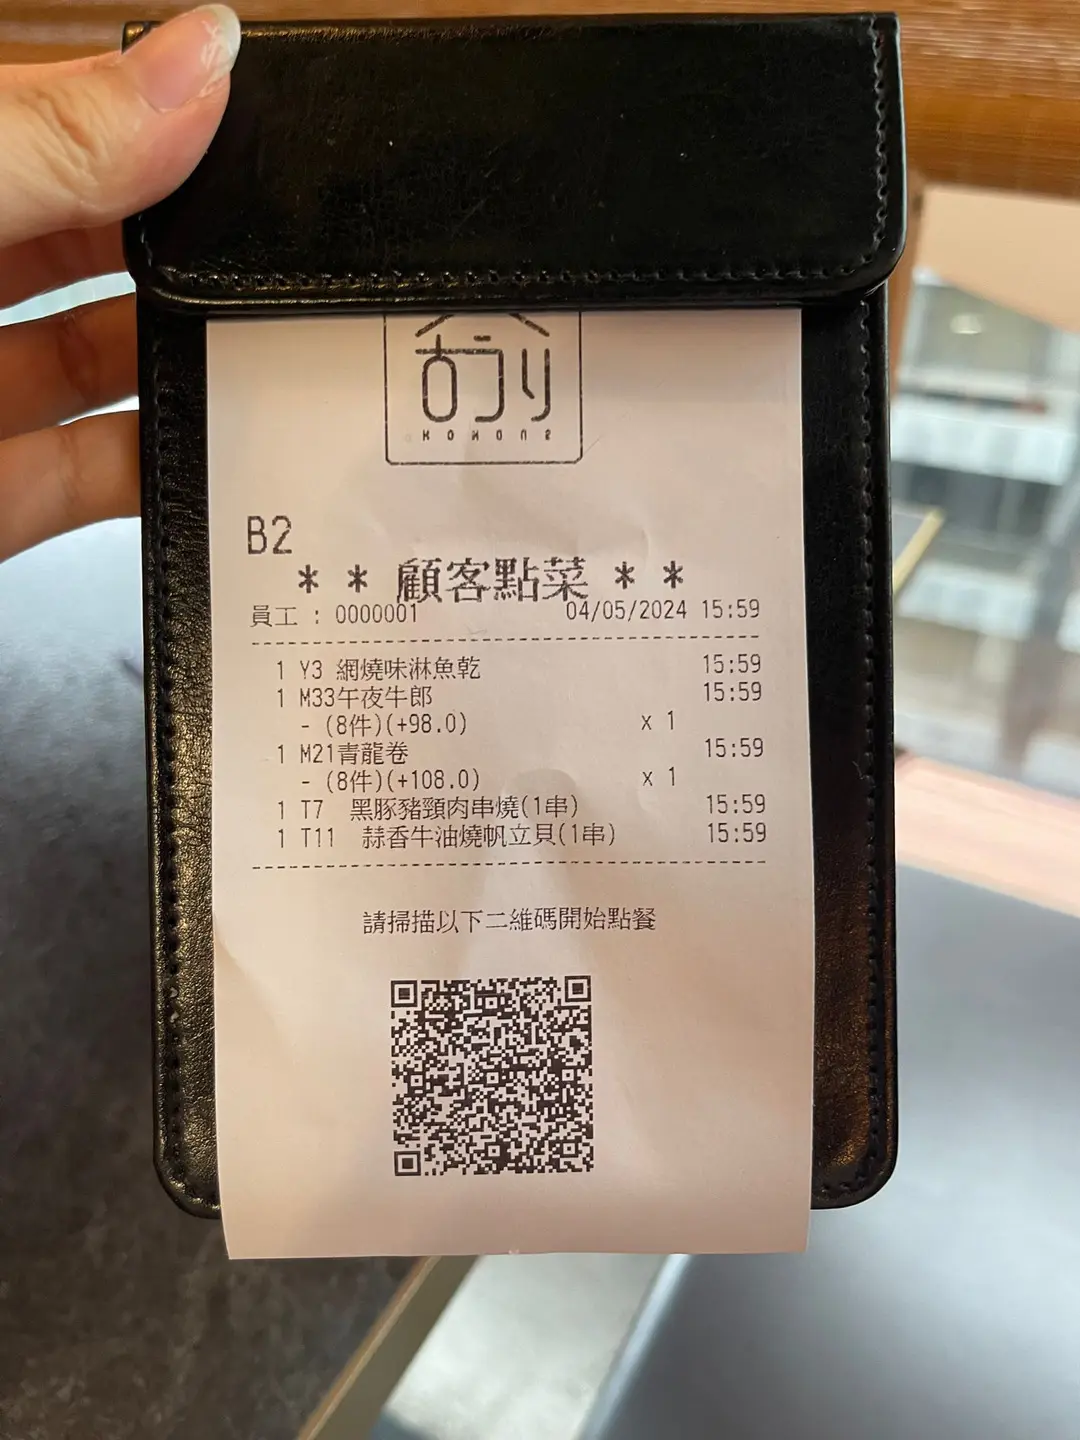 B2
* * 顧客點菜 * *
員工 : 0000001 04/05/2024 15:59
1 Y3 網燒味淋魚乾 15:59
1 M33午夜牛郎 15:59
- (8件)(+98.0) x 1
1 M21青龍卷 15:59
- (8件)(+108.0) x 1
1 T7 黑豚豬頸肉串燒(1串) 15:59
1 T11 蒜香牛油燒帆立貝(1串) 15:59
請掃描以下二維碼開始點餐